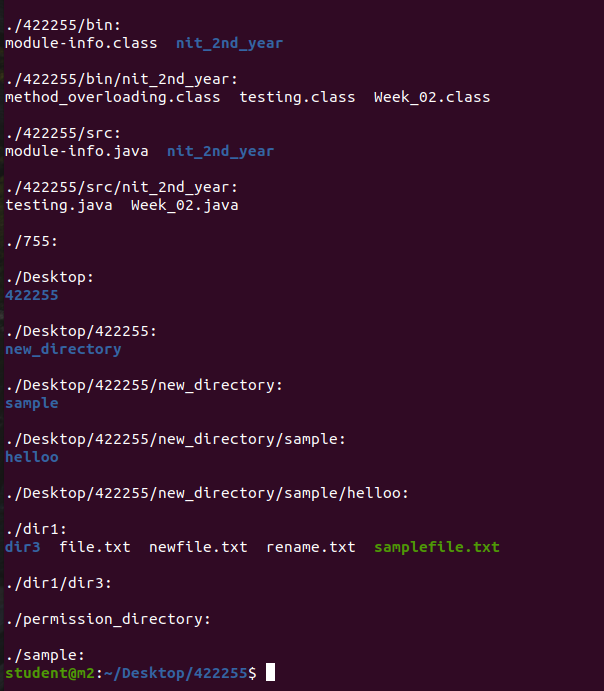 ./422255/bin:
module-info.class  nit_2nd_year
./422255/bin/nit_2nd_year:
method_overloading.class  testing.class  Week_02.class
./422255/src:
module-info.java  nit_2nd_year
./422255/src/nit_2nd_year:
testing.java  Week_02.java
./755:
./Desktop:
422255
./Desktop/422255:
new_directory
./Desktop/422255/new_directory:
sample
./Desktop/422255/new_directory/sample:
helloo
./Desktop/422255/new_directory/sample/helloo:
./dir1:
dir3  file.txt  newfile.txt  rename.txt  samplefile.txt
./dir1/dir3:
./permission_directory:
./sample:
student@m2:~/Desktop/422255$